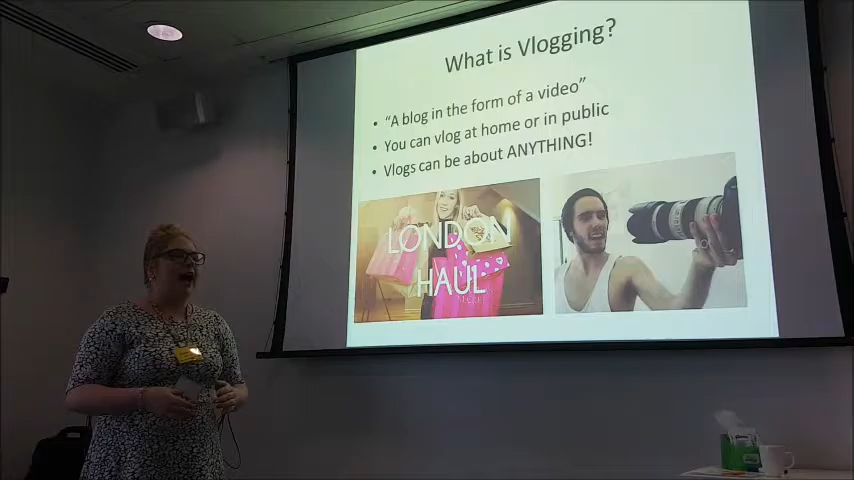 What is Vlogging?
• “A blog in the form of a video”
• You can vlog at home or in public
• Vlogs can be about ANYTHING!
LONDON
HAUL